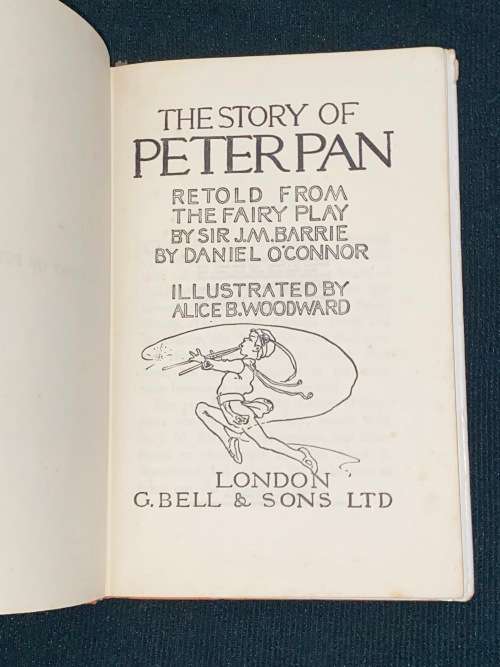 THE STORY OF
PETER PAN
RETOLD FROM
THE FAIRY PLAY
BY SIR J.M. BARRIE
BY DANIEL O'CONNOR
ILLUSTRATED BY
ALICE B. WOODWARD
LONDON
G. BELL & SONS LTD